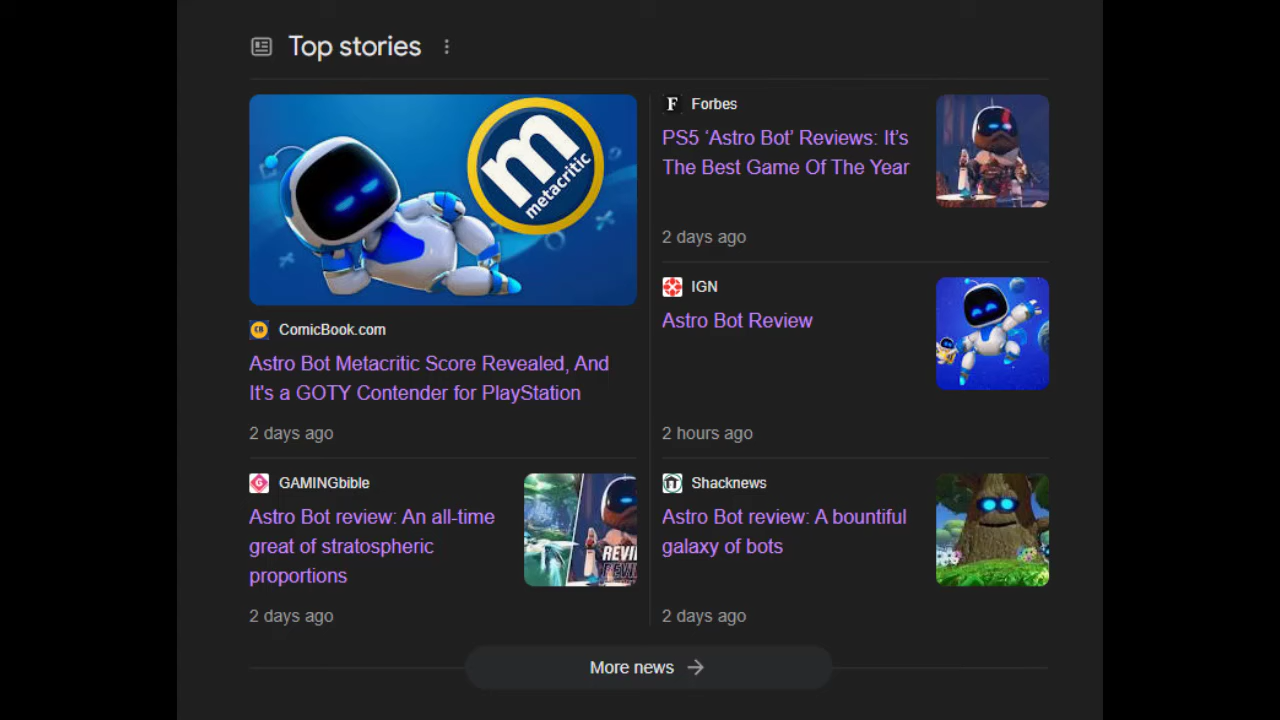 Top stories
m
metacritic
ComicBook.com
Astro Bot Metacritic Score Revealed, And
It's a GOTY Contender for PlayStation
2 days ago
GAMINGbible
Astro Bot review: An all-time
great of stratospheric
proportions
2 days ago
F Forbes
PS5 ‘Astro Bot’ Reviews: It’s
The Best Game Of The Year
2 days ago
IGN
Astro Bot Review
2 hours ago
Shacknews
Astro Bot review: A bountiful
galaxy of bots
2 days ago
More news